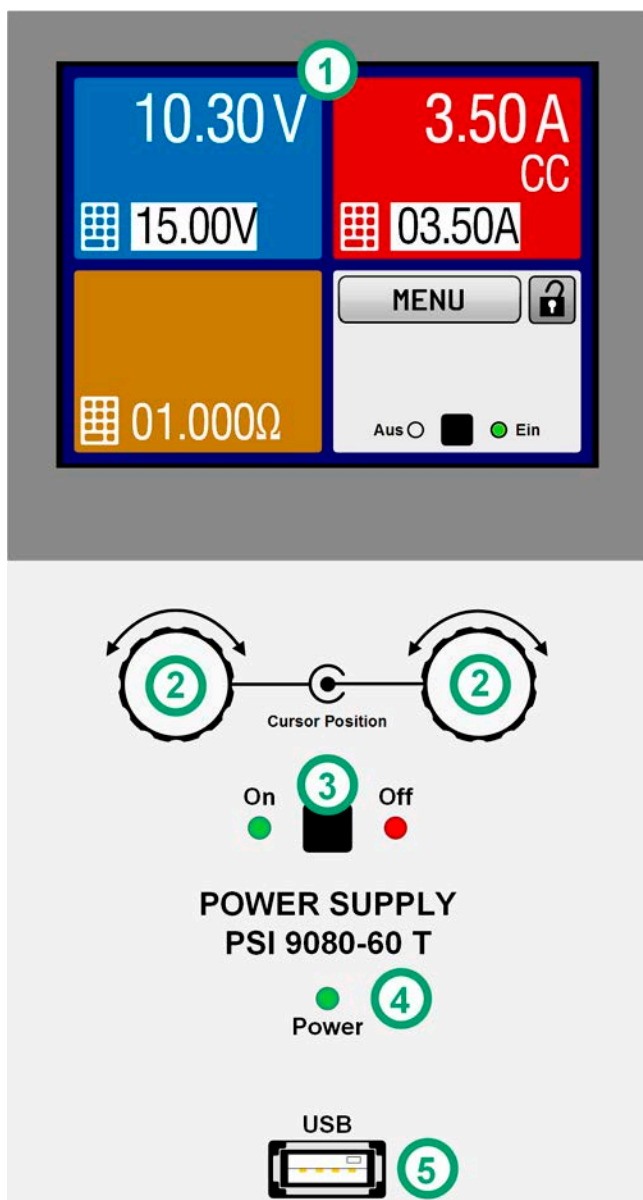 1
10.30 V
3.50 A
CC
15.00V
03.50A
MENU
01.000Ω
Aus
Ein
2
2
Cursor Position
3
On
Off
POWER SUPPLY
PSI 9080-60 T
4
Power
USB
5